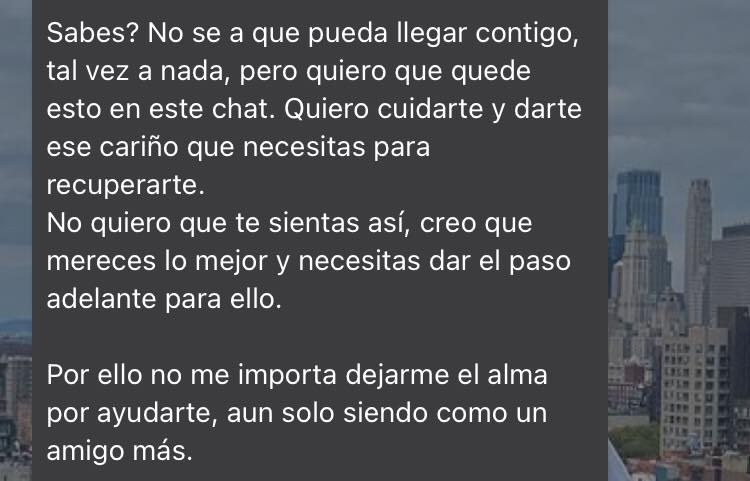 Sabes? No se a que pueda llegar contigo,
tal vez a nada, pero quiero que quede
esto en este chat. Quiero cuidarte y darte
ese cariño que necesitas para
recuperarte.
No quiero que te sientas así, creo que
mereces lo mejor y necesitas dar el paso
adelante para ello.
Por ello no me importa dejarme el alma
por ayudarte, aun solo siendo como un
amigo más.